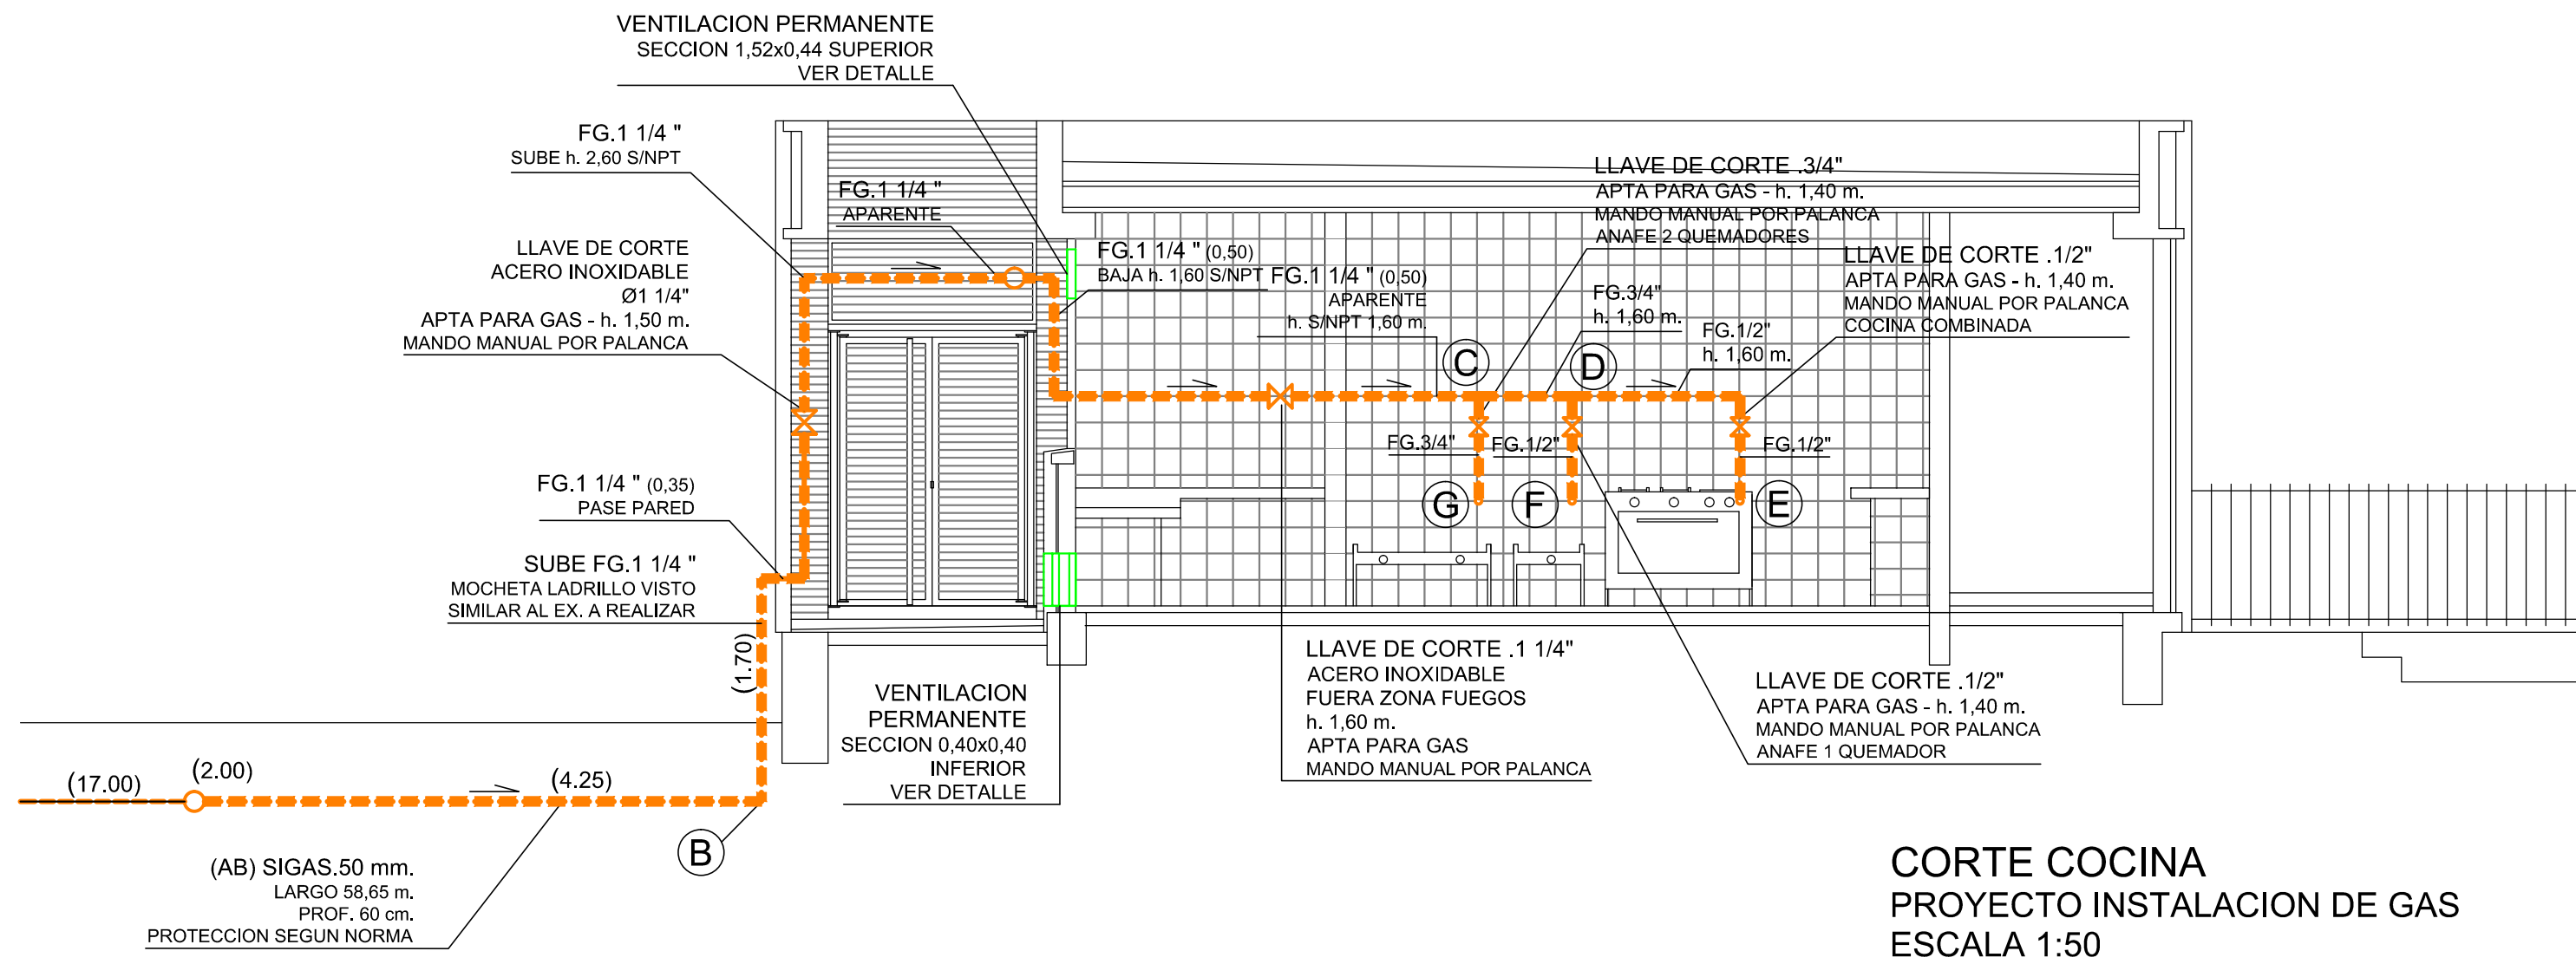 VENTILACION PERMANENTE
SECCION 1,52x0,44 SUPERIOR
VER DETALLE
FG.1 1/4 "
SUBE h. 2,60 S/NPT
FG.1 1/4 "
APARENTE
LLAVE DE CORTE .3/4"
APTA PARA GAS - h. 1,40 m.
MANDO MANUAL POR PALANCA
ANAFE 2 QUEMADORES
LLAVE DE CORTE
ACERO INOXIDABLE
Ø1 1/4"
APTA PARA GAS - h. 1,50 m.
MANDO MANUAL POR PALANCA
FG.1 1/4 " (0,50)
BAJA h. 1,60 S/NPT
FG.1 1/4 " (0,50)
APARENTE
h. S/NPT 1,60 m.
FG.3/4"
h. 1,60 m.
FG.1/2"
h. 1,60 m.
LLAVE DE CORTE .1/2"
APTA PARA GAS - h. 1,40 m.
MANDO MANUAL POR PALANCA
COCINA COMBINADA
C
D
FG.3/4"
FG.1/2"
FG.1/2"
G
F
E
FG.1 1/4 " (0,35)
PASE PARED
SUBE FG.1 1/4 "
MOCHETA LADRILLO VISTO
SIMILAR AL EX. A REALIZAR
(1.70)
VENTILACION
PERMANENTE
SECCION 0,40x0,40
INFERIOR
VER DETALLE
LLAVE DE CORTE .1 1/4"
ACERO INOXIDABLE
FUERA ZONA FUEGOS
h. 1,60 m.
APTA PARA GAS
MANDO MANUAL POR PALANCA
LLAVE DE CORTE .1/2"
APTA PARA GAS - h. 1,40 m.
MANDO MANUAL POR PALANCA
ANAFE 1 QUEMADOR
(17.00)
(2.00)
(4.25)
B
(AB) SIGAS.50 mm.
LARGO 58,65 m.
PROF. 60 cm.
PROTECCION SEGUN NORMA
CORTE COCINA
PROYECTO INSTALACION DE GAS
ESCALA 1:50